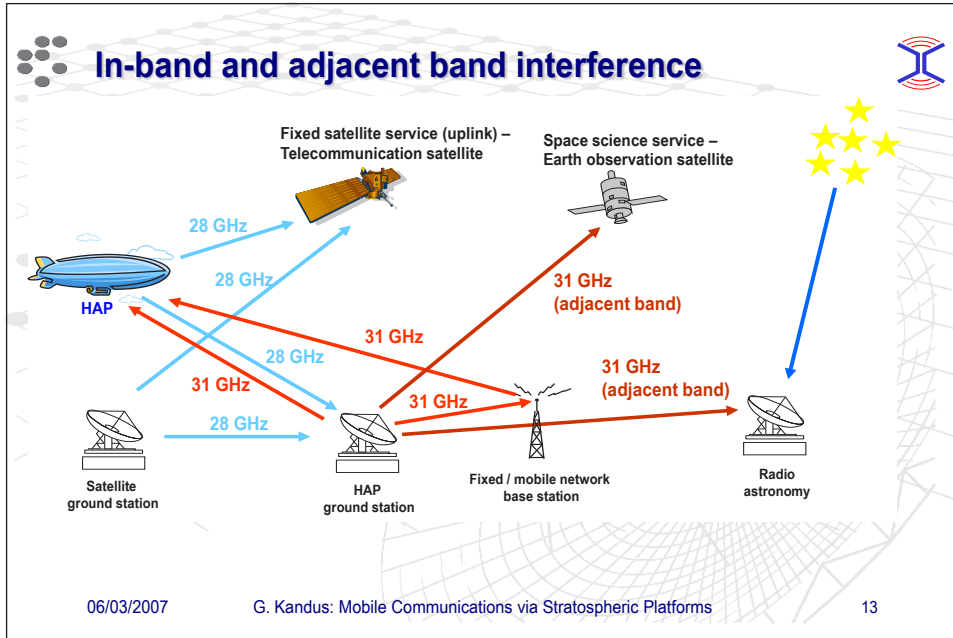 In-band and adjacent band interference
Fixed satellite service (uplink) –
Telecommunication satellite
Space science service –
Earth observation satellite
28 GHz
28 GHz
HAP
31 GHz
(adjacent band)
31 GHz
28 GHz
31 GHz
31 GHz
(adjacent band)
31 GHz
28 GHz
Satellite
ground station
HAP
ground station
Fixed / mobile network
base station
Radio
astronomy
06/03/2007
G. Kandus: Mobile Communications via Stratospheric Platforms
13